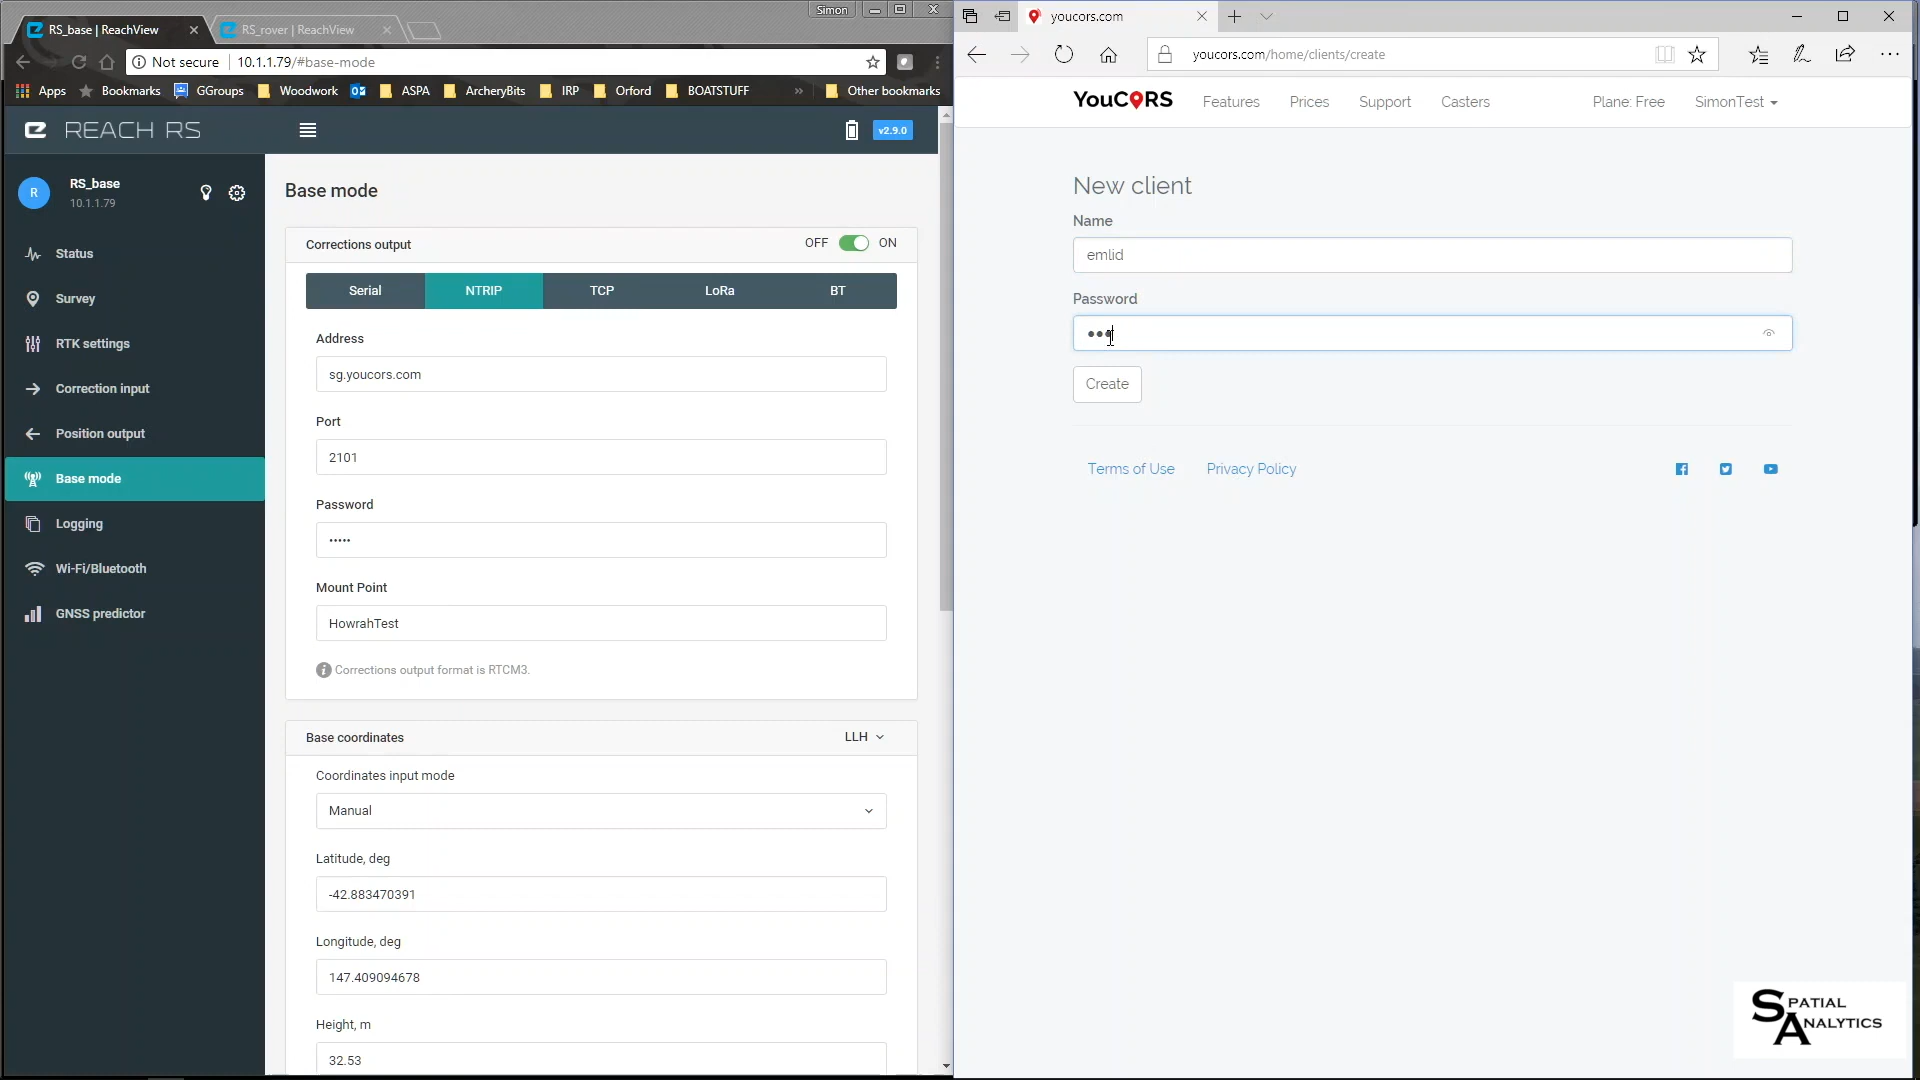 Simon
RS_base | ReachView
RS_rover | ReachView
Not secure
10.1.1.79/#base-mode
Apps
Bookmarks
GGroups
Woodwork
ASPA
ArcheryBits
IRP
Orford
BOATSTUFF
»
Other bookmarks
REACH RS
v2.9.0
R
RS_base
10.1.1.79
Status
Survey
RTK settings
Correction input
Position output
Base mode
Logging
Wi-Fi/Bluetooth
GNSS predictor
Base mode
Corrections output
OFF
ON
Serial
NTRIP
TCP
LoRa
BT
Address
sg.youcors.com
Port
2101
Password
•••••
Mount Point
HowrahTest
Corrections output format is RTCM3.
Base coordinates
LLH
Coordinates input mode
Manual
Latitude, deg
-42.883470391
Longitude, deg
147.409094678
Height, m
32.53
youcors.com
youcors.com/home/clients/create
YouCORS
Features
Prices
Support
Casters
Plane: Free
SimonTest
New client
Name
emlid
Password
•••
Create
Terms of Use
Privacy Policy
SPATIAL
ANALYTICS